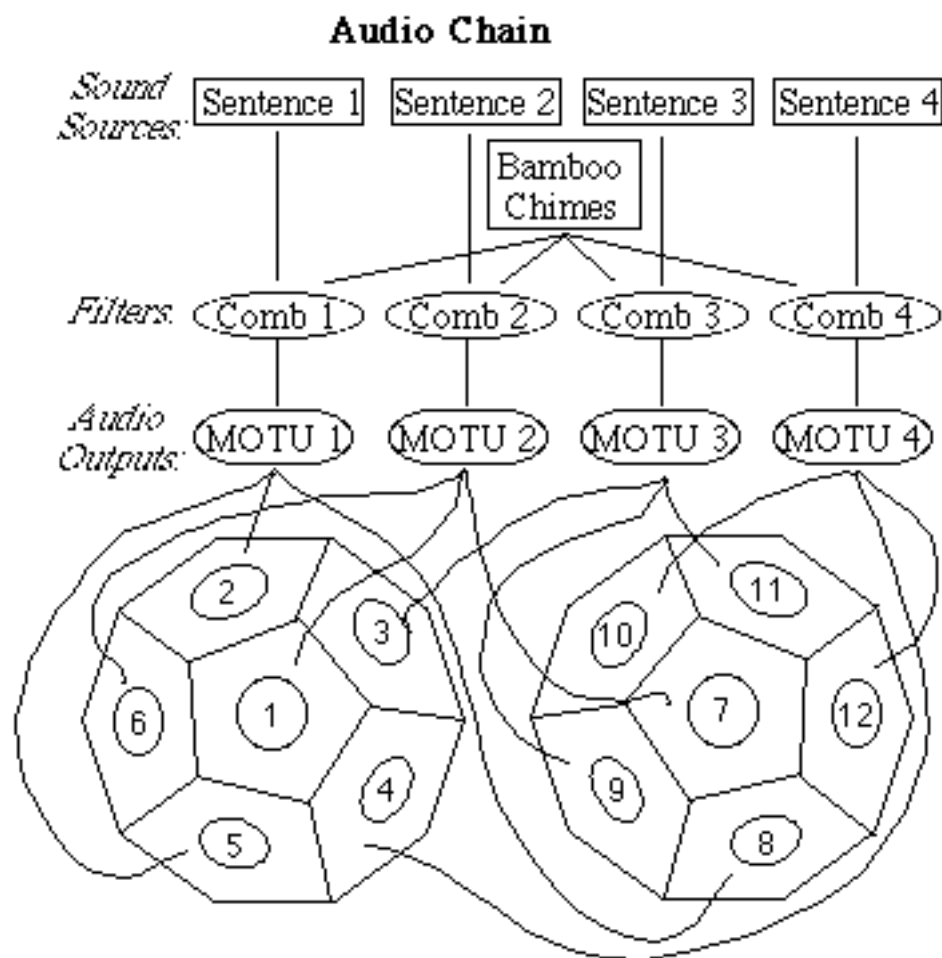 Audio Chain
Sound
Sources:
Sentence 1
Sentence 2
Sentence 3
Sentence 4
Bamboo
Chimes
Filters:
Comb 1
Comb 2
Comb 3
Comb 4
Audio
Outputs:
MOTU 1
MOTU 2
MOTU 3
MOTU 4
2
3
6
1
4
5
11
10
7
12
9
8